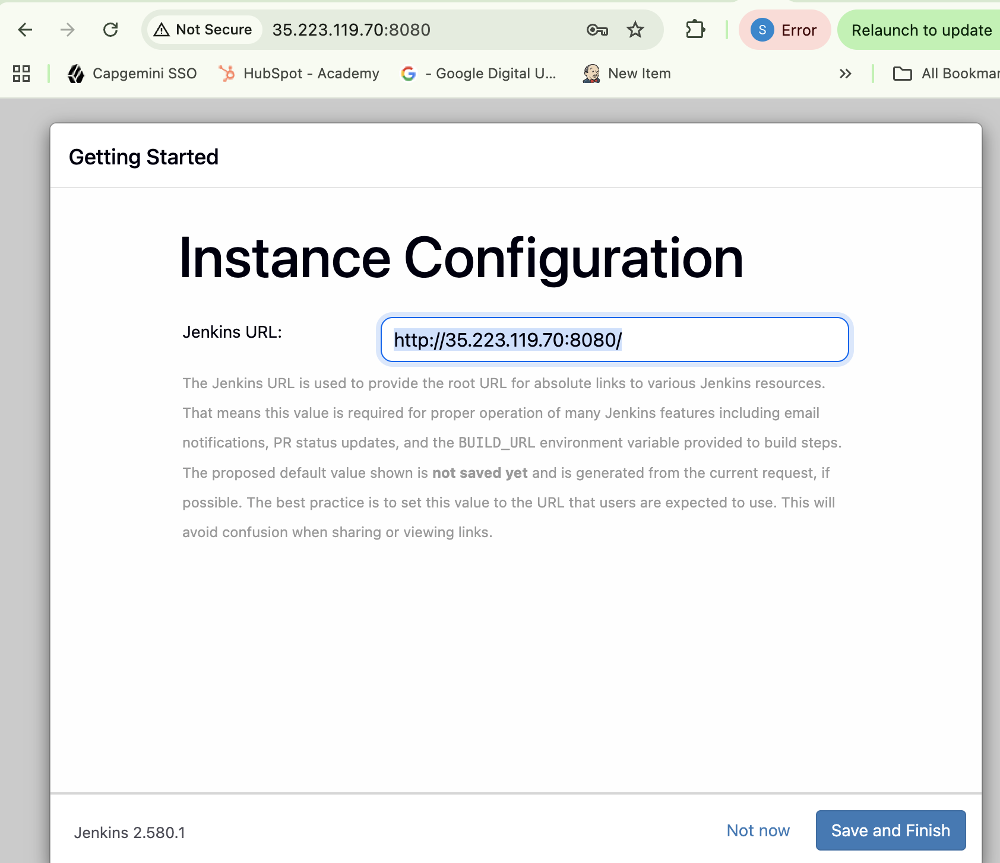 Not Secure 35.223.119.70:8080 S Error Relaunch to update
Capgemini SSO HubSpot - Academy - Google Digital U... New Item All Bookmar
Getting Started
Instance Configuration
Jenkins URL: http://35.223.119.70:8080/
The Jenkins URL is used to provide the root URL for absolute links to various Jenkins resources.
That means this value is required for proper operation of many Jenkins features including email
notifications, PR status updates, and the BUILD_URL environment variable provided to build steps.
The proposed default value shown is not saved yet and is generated from the current request, if
possible. The best practice is to set this value to the URL that users are expected to use. This will
avoid confusion when sharing or viewing links.
Jenkins 2.580.1 Not now Save and Finish